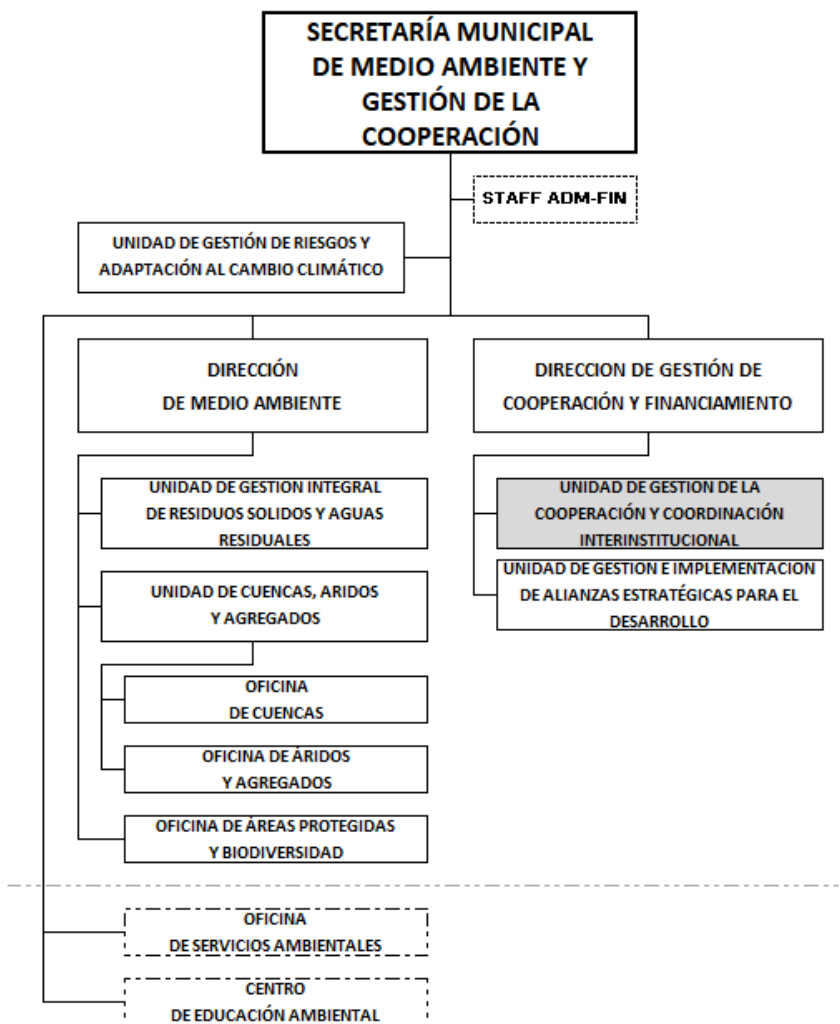 SECRETARÍA MUNICIPAL
DE MEDIO AMBIENTE Y
GESTIÓN DE LA
COOPERACIÓN
STAFF ADM-FIN
UNIDAD DE GESTIÓN DE RIESGOS Y
ADAPTACIÓN AL CAMBIO CLIMÁTICO
DIRECCIÓN
DE MEDIO AMBIENTE
DIRECCION DE GESTIÓN DE
COOPERACIÓN Y FINANCIAMIENTO
UNIDAD DE GESTION INTEGRAL
DE RESIDUOS SOLIDOS Y AGUAS
RESIDUALES
UNIDAD DE GESTION DE LA
COOPERACIÓN Y COORDINACIÓN
INTERINSTITUCIONAL
UNIDAD DE CUENCAS, ARIDOS
Y AGREGADOS
UNIDAD DE GESTION E IMPLEMENTACION
DE ALIANZAS ESTRATÉGICAS PARA EL
DESARROLLO
OFICINA
DE CUENCAS
OFICINA DE ÁRIDOS
Y AGREGADOS
OFICINA DE ÁREAS PROTEGIDAS
Y BIODIVERSIDAD
OFICINA
DE SERVICIOS AMBIENTALES
CENTRO
DE EDUCACIÓN AMBIENTAL